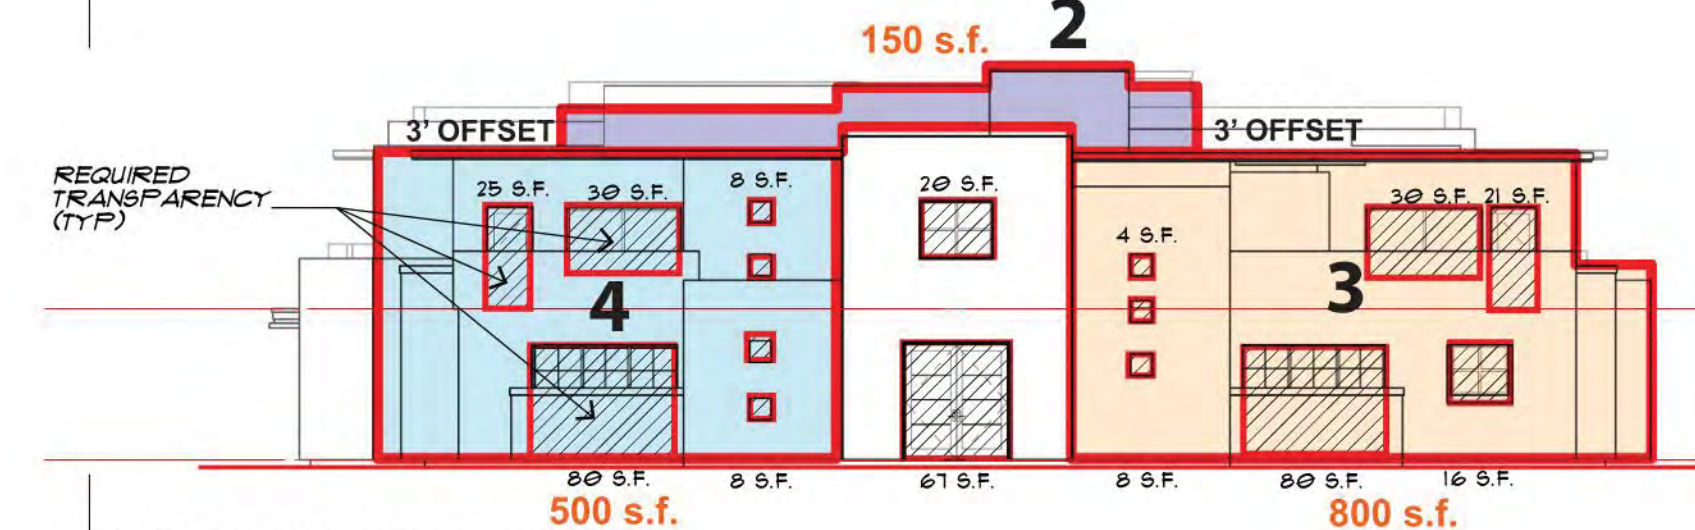 150 s.f.
2
3' OFFSET
3' OFFSET
REQUIRED
TRANSPARENCY
(TYP)
25 S.F.
30 S.F.
8 S.F.
20 S.F.
4 S.F.
30 S.F.
21 S.F.
4
3
80 S.F.
8 S.F.
67 S.F.
8 S.F.
80 S.F.
16 S.F.
500 s.f.
800 s.f.